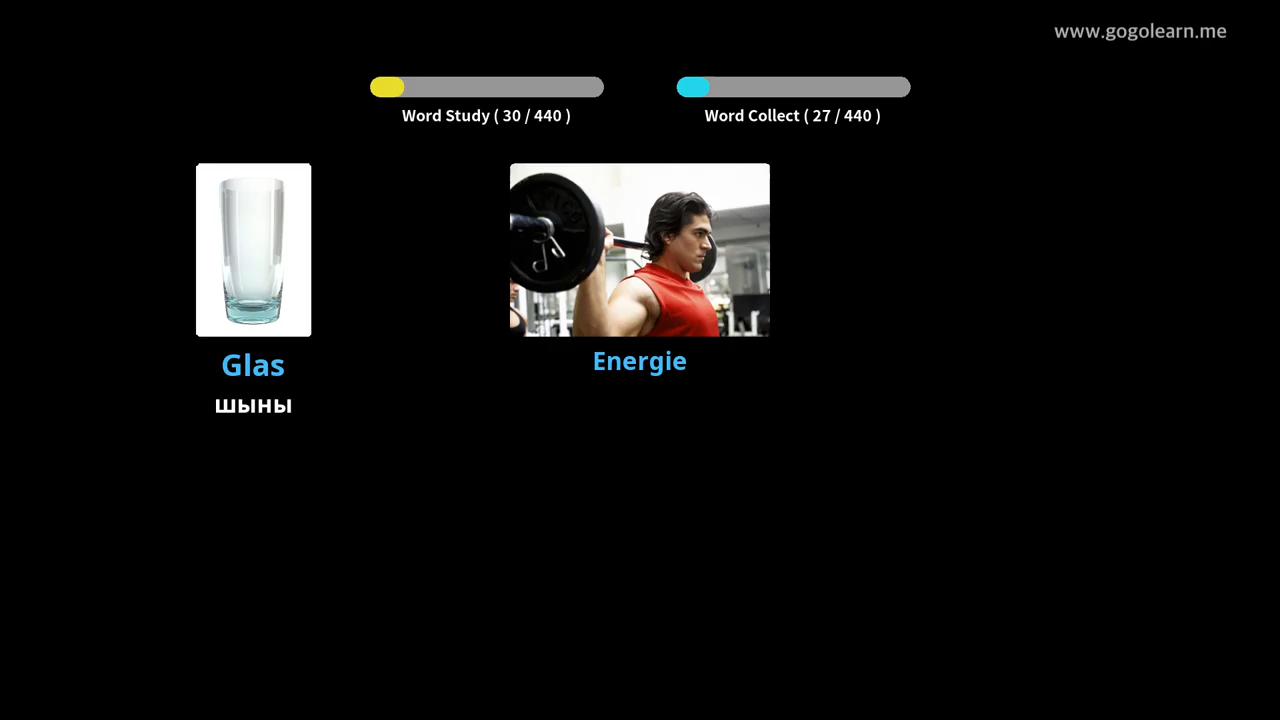 www.gogolearn.me
Word Study ( 30 / 440 )
Word Collect ( 27 / 440 )
Glas
шыны
Energie